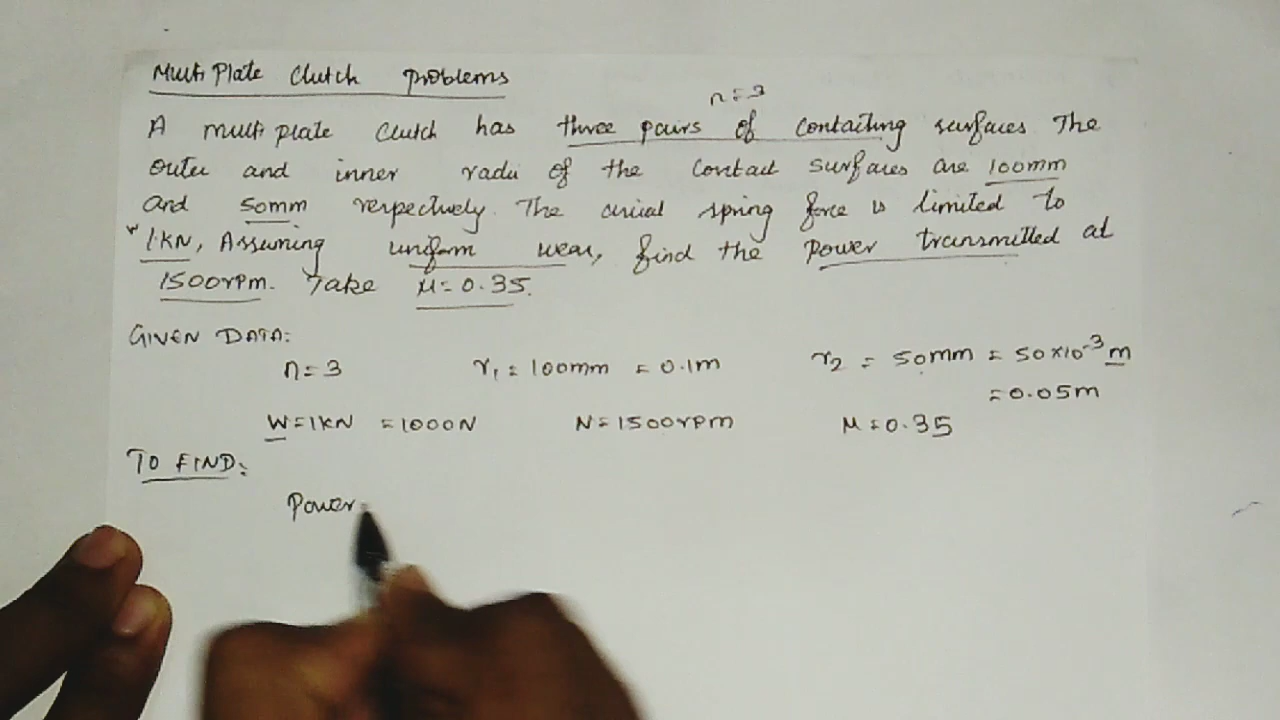 Multi Plate Clutch Problems
n=3
A multi plate clutch has three pairs of contacting surfaces The
outer and inner radii of the contact surfaces are 100mm
and 50mm respectively. The axial spring force is limited to
W
1KN, Assuming uniform wear, find the power transmitted at
1500rpm. Take μ=0.35.
GIVEN DATA:
n=3 r₁ = 100mm = 0.1m r₂ = 50mm = 50x10⁻³ m
=0.05m
W=1KN =1000N N=1500rpm μ=0.35
TO FIND:
Power